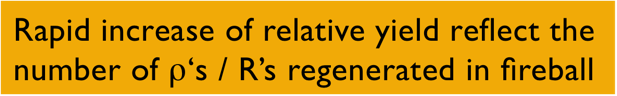 Rapid increase of relative yield reflect the
number of ρ‘s / R’s regenerated in fireball